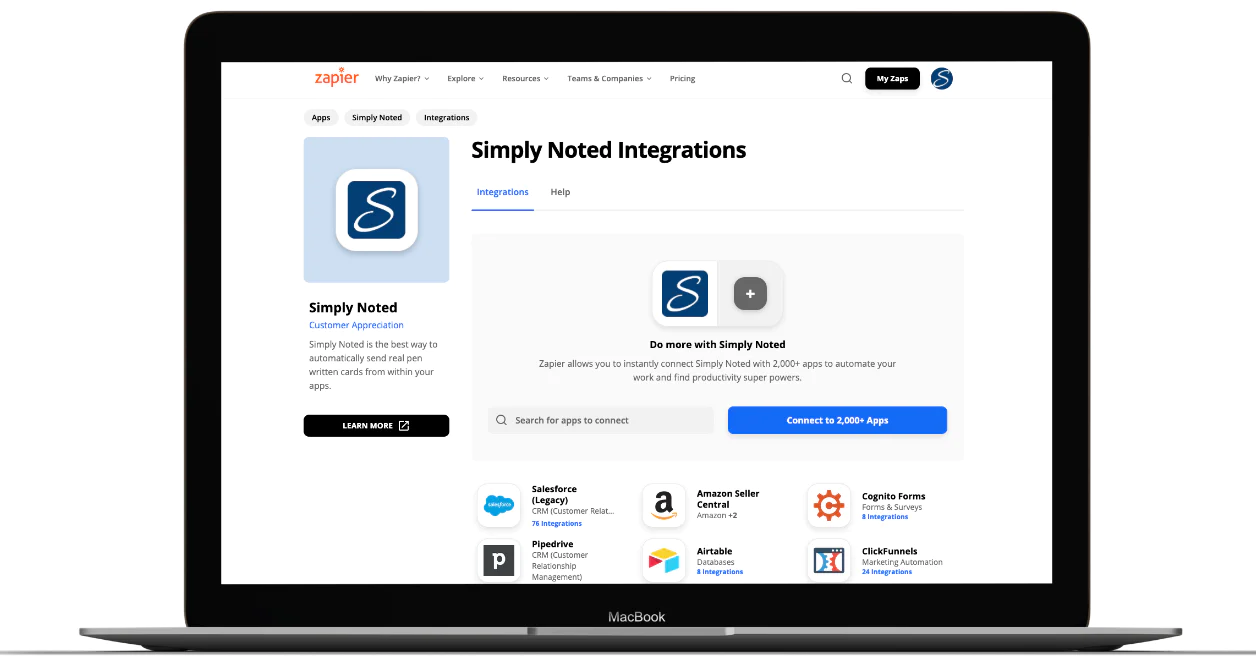 zapier
Why Zapier?
Explore
Resources
Teams & Companies
Pricing
My Zaps
S
Apps
Simply Noted
Integrations
S
Simply Noted
Customer Appreciation
Simply Noted is the best way to
automatically send real pen
written cards from within your
apps.
LEARN MORE
Simply Noted Integrations
Integrations
Help
S
+
Do more with Simply Noted
Zapier allows you to instantly connect Simply Noted with 2,000+ apps to automate your
work and find productivity super powers.
Search for apps to connect
Connect to 2,000+ Apps
salesforce
Salesforce
(Legacy)
CRM (Customer Relat...
76 Integrations
a
Amazon Seller
Central
Amazon +2
C
Cognito Forms
Forms & Surveys
8 Integrations
p
Pipedrive
CRM (Customer
Relationship
Management)
Airtable
Databases
8 Integrations
ClickFunnels
Marketing Automation
24 Integrations
MacBook